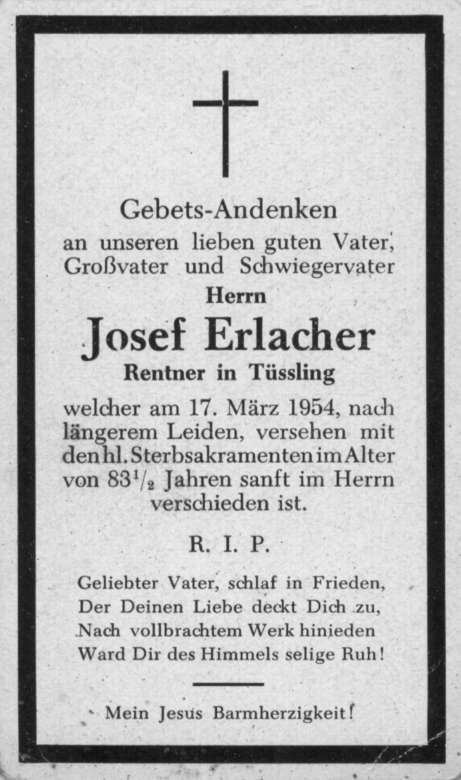 Gebets-Andenken
an unseren lieben guten Vater,
Großvater und Schwiegervater
Herrn
Josef Erlacher
Rentner in Tüssling
welcher am 17. März 1954, nach
längerem Leiden, versehen mit
den hl. Sterbsakramenten im Alter
von 83 1/2 Jahren sanft im Herrn
verschieden ist.
R. I. P.
Geliebter Vater, schlaf in Frieden,
Der Deinen Liebe deckt Dich zu,
Nach vollbrachtem Werk hinieden
Ward Dir des Himmels selige Ruh!
Mein Jesus Barmherzigkeit!